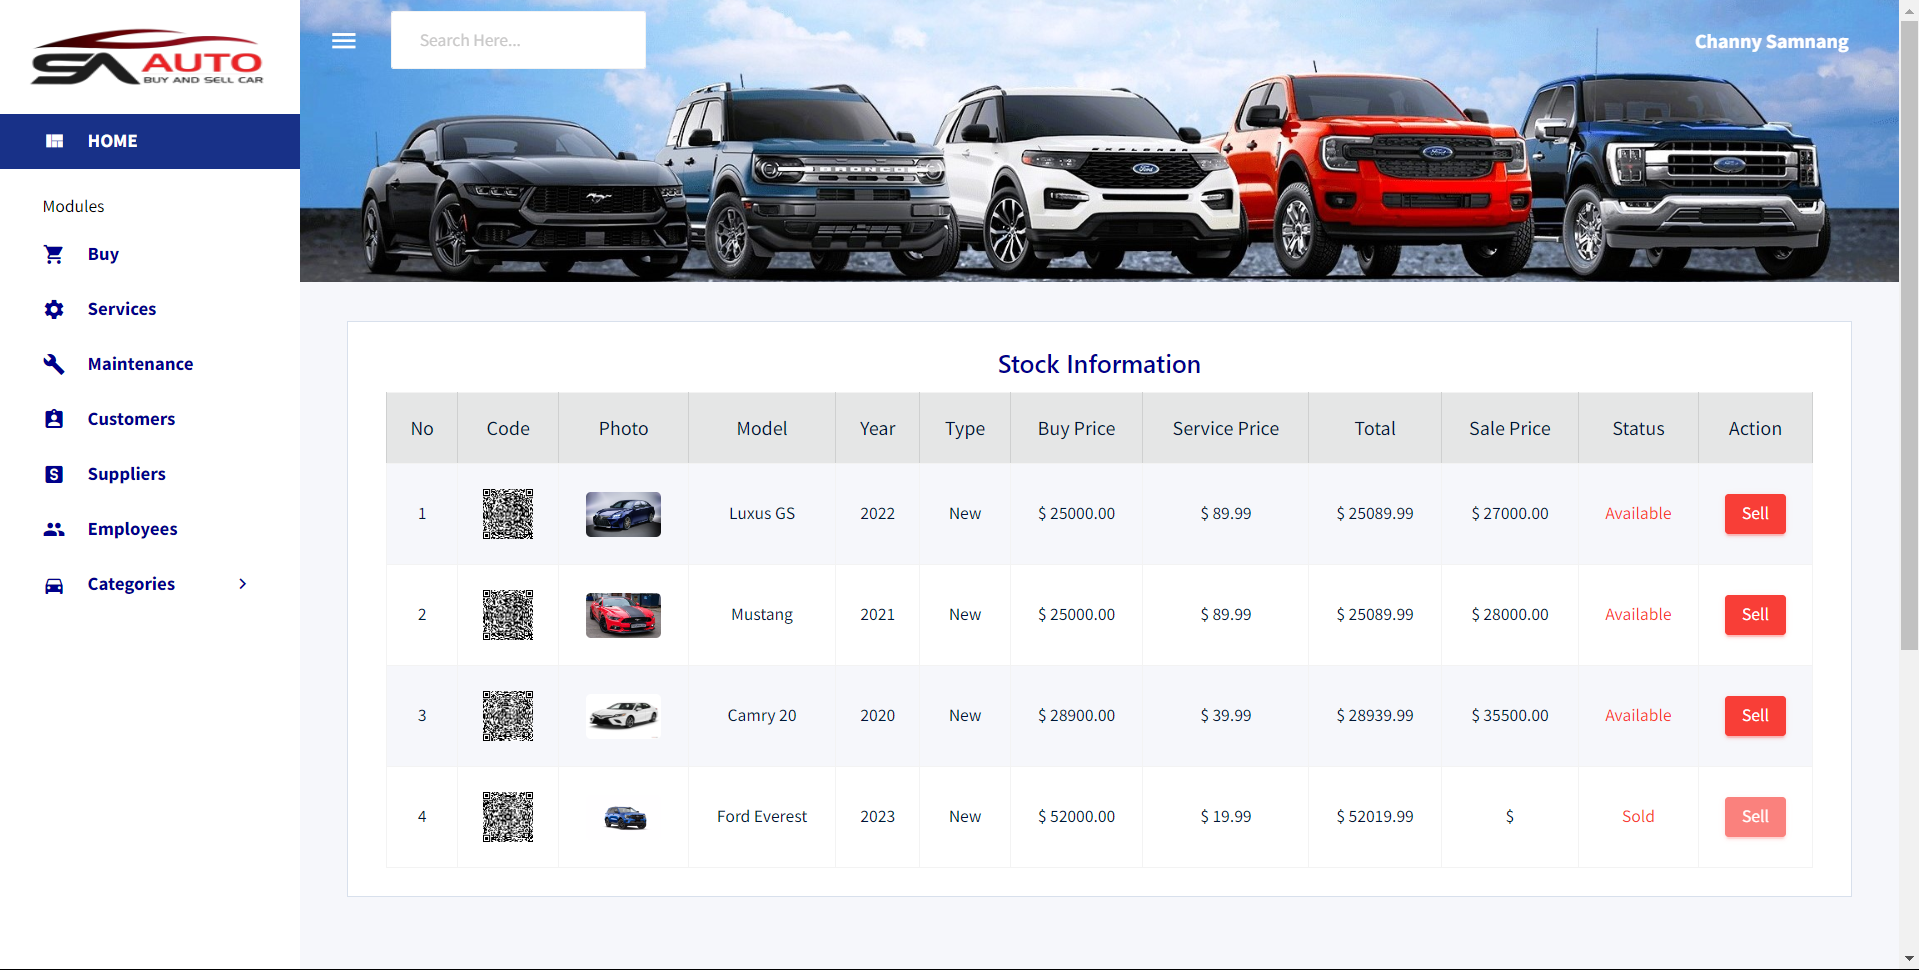 SA AUTO
BUY AND SELL CAR
Search Here...
Channy Samnang
HOME
Modules
Buy
Services
Maintenance
Customers
Suppliers
Employees
Categories
EXPLORER
Ford
Ford
Stock Information
No Code Photo Model Year Type Buy Price Service Price Total Sale Price Status Action
1 Luxus GS 2022 New $ 25000.00 $ 89.99 $ 25089.99 $ 27000.00 Available Sell
2 Mustang 2021 New $ 25000.00 $ 89.99 $ 25089.99 $ 28000.00 Available Sell
3 Camry 20 2020 New $ 28900.00 $ 39.99 $ 28939.99 $ 35500.00 Available Sell
4 Ford Everest 2023 New $ 52000.00 $ 19.99 $ 52019.99 $ Sold Sell